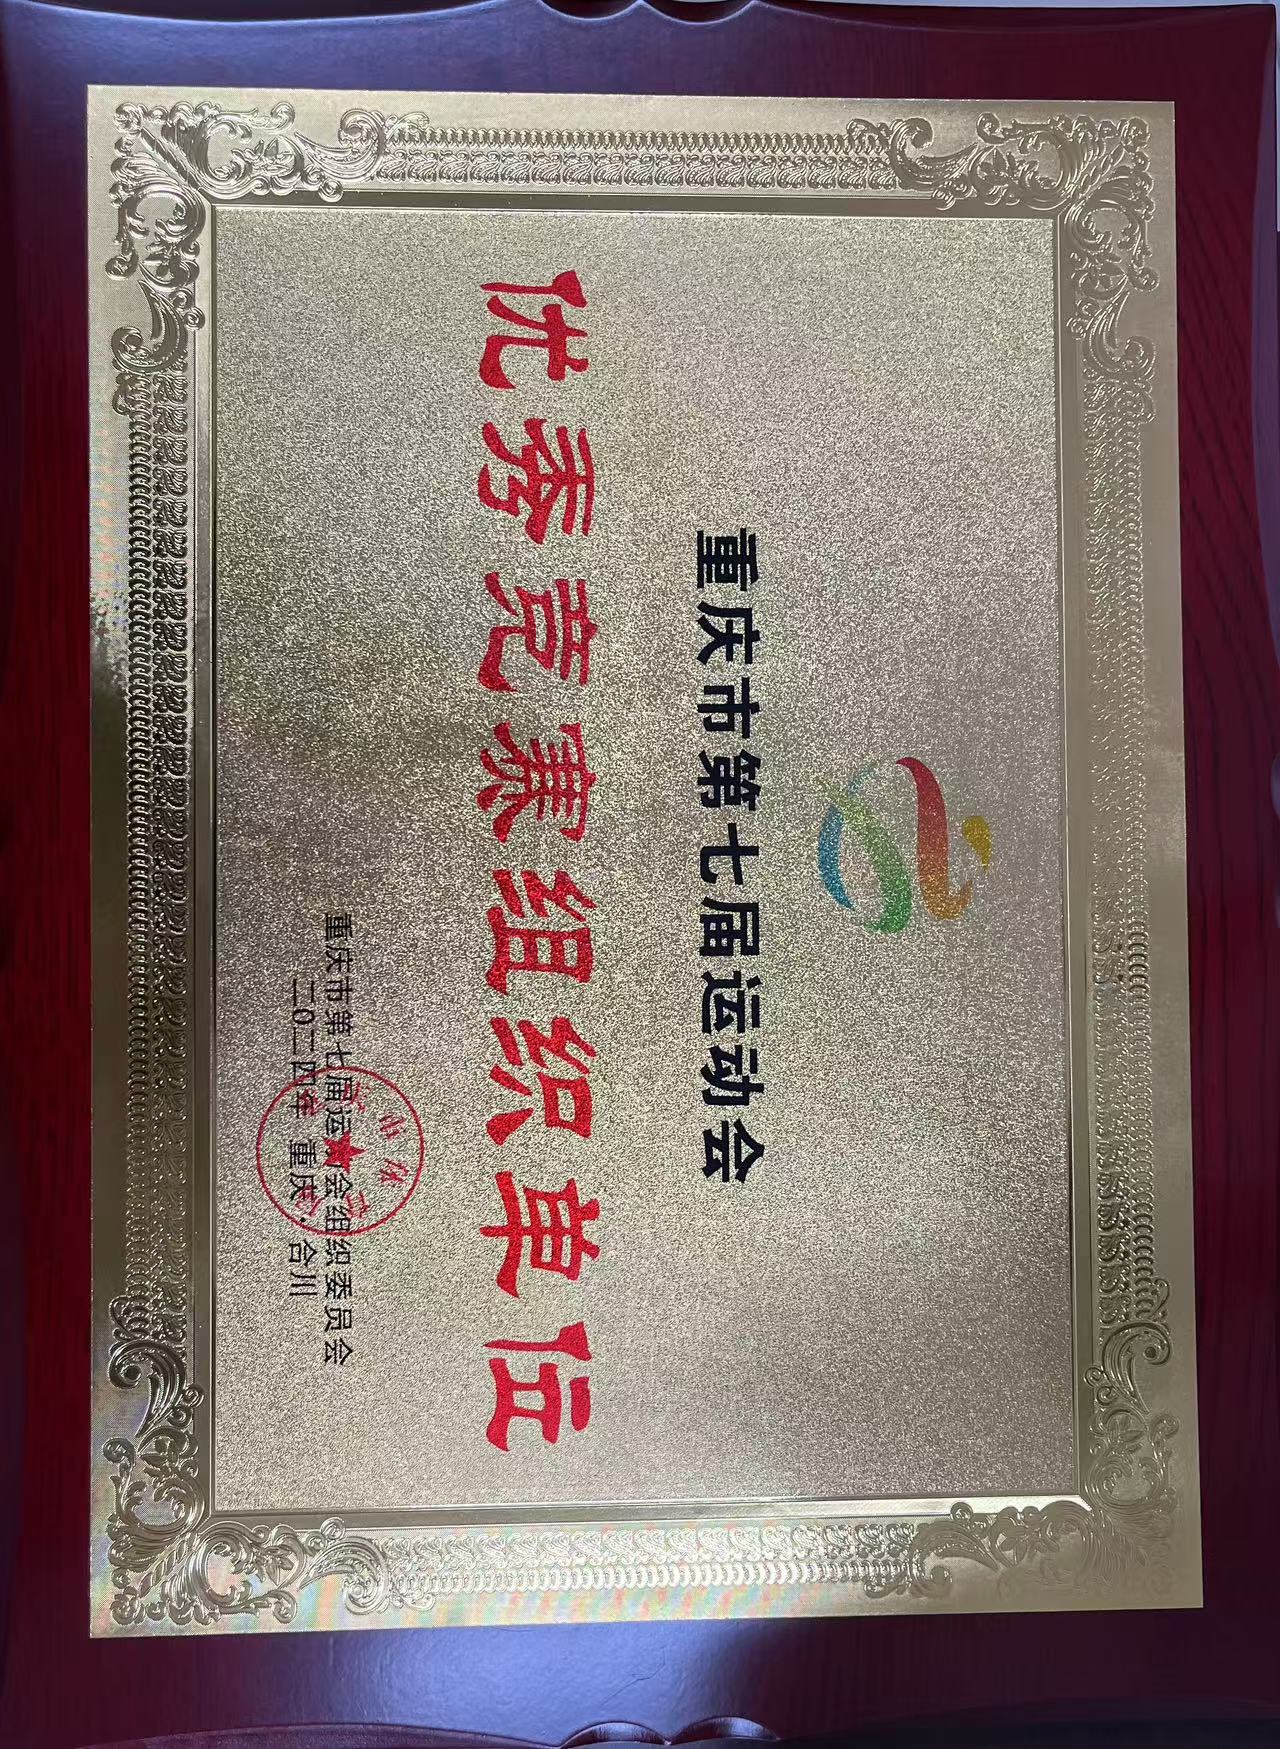 重庆市第七届运动会
优秀竞赛组织单位
重庆市第七届运动会组织委员会
二〇二四年 重庆·合川